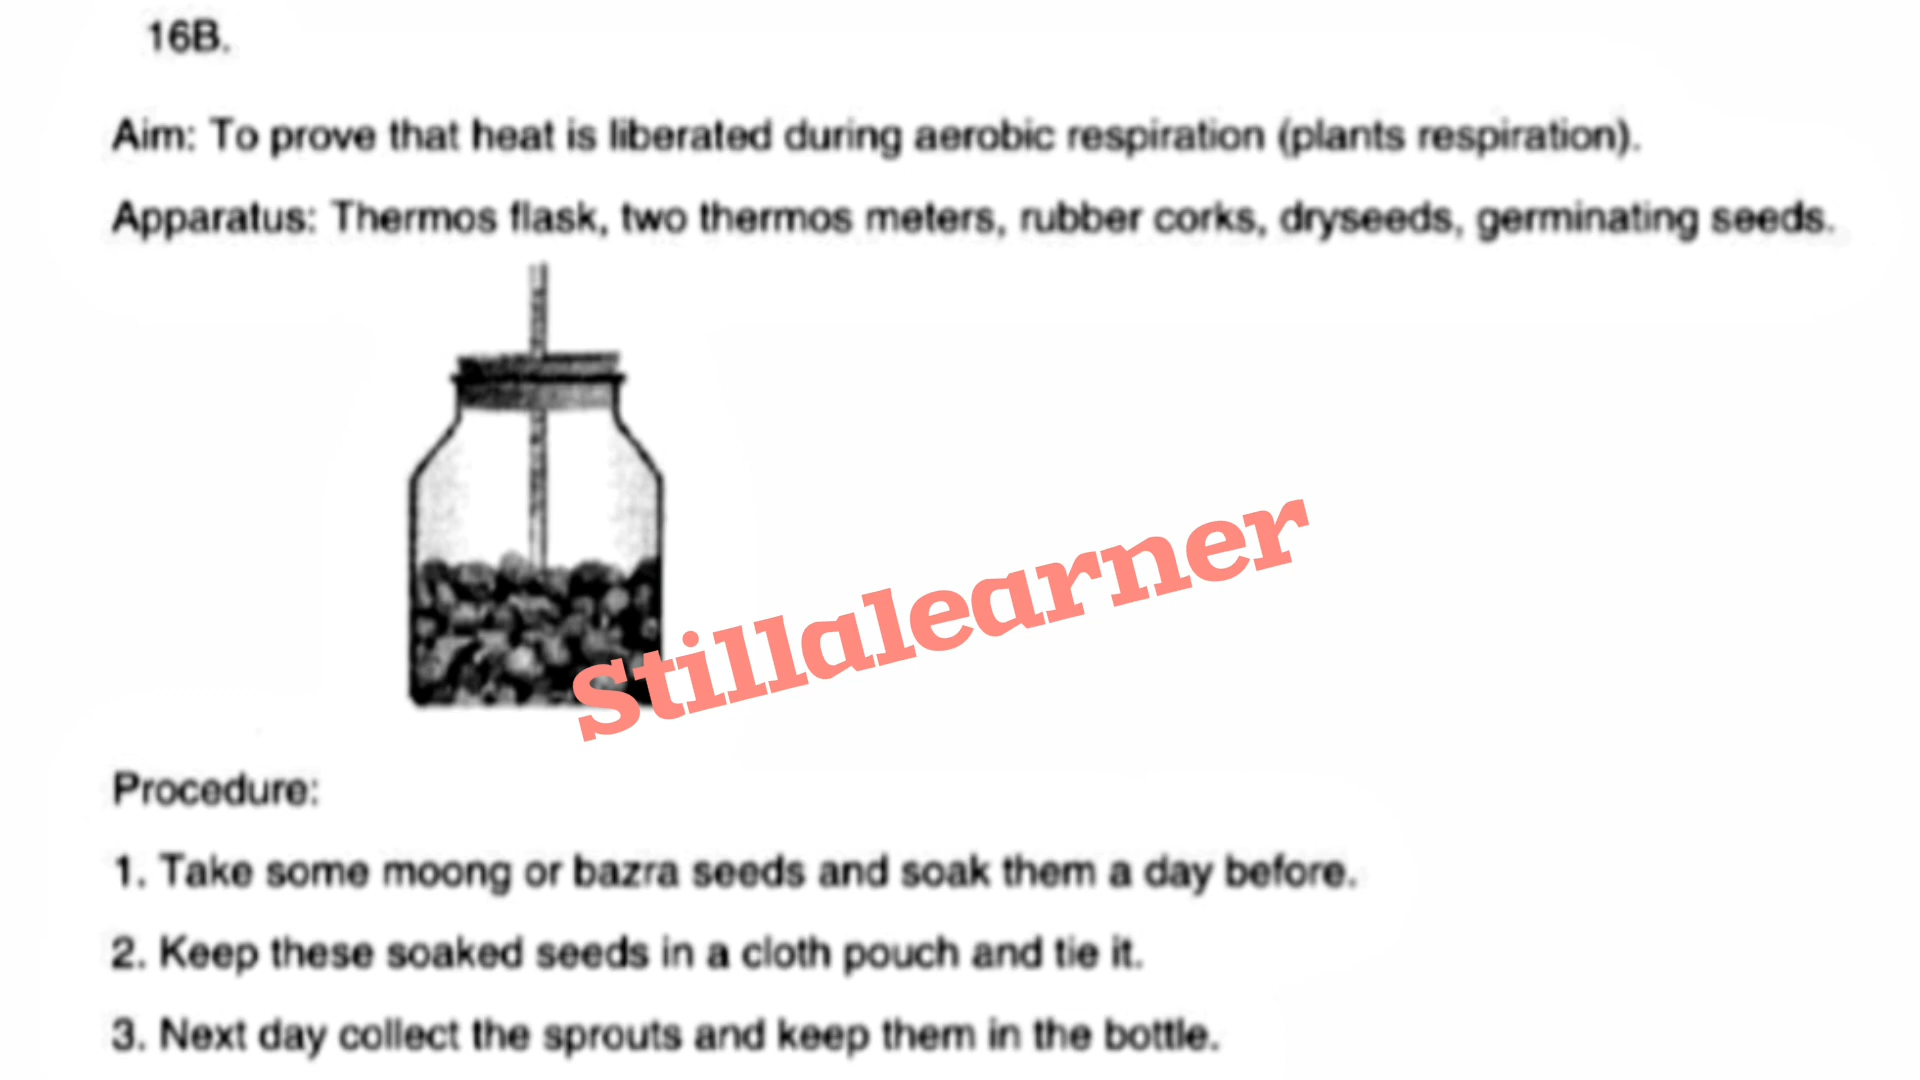 16B.
Aim: To prove that heat is liberated during aerobic respiration (plants respiration).
Apparatus: Thermos flask, two thermos meters, rubber corks, dryseeds, germinating seeds.
Stillalearner
Procedure:
1. Take some moong or bazra seeds and soak them a day before.
2. Keep these soaked seeds in a cloth pouch and tie it.
3. Next day collect the sprouts and keep them in the bottle.